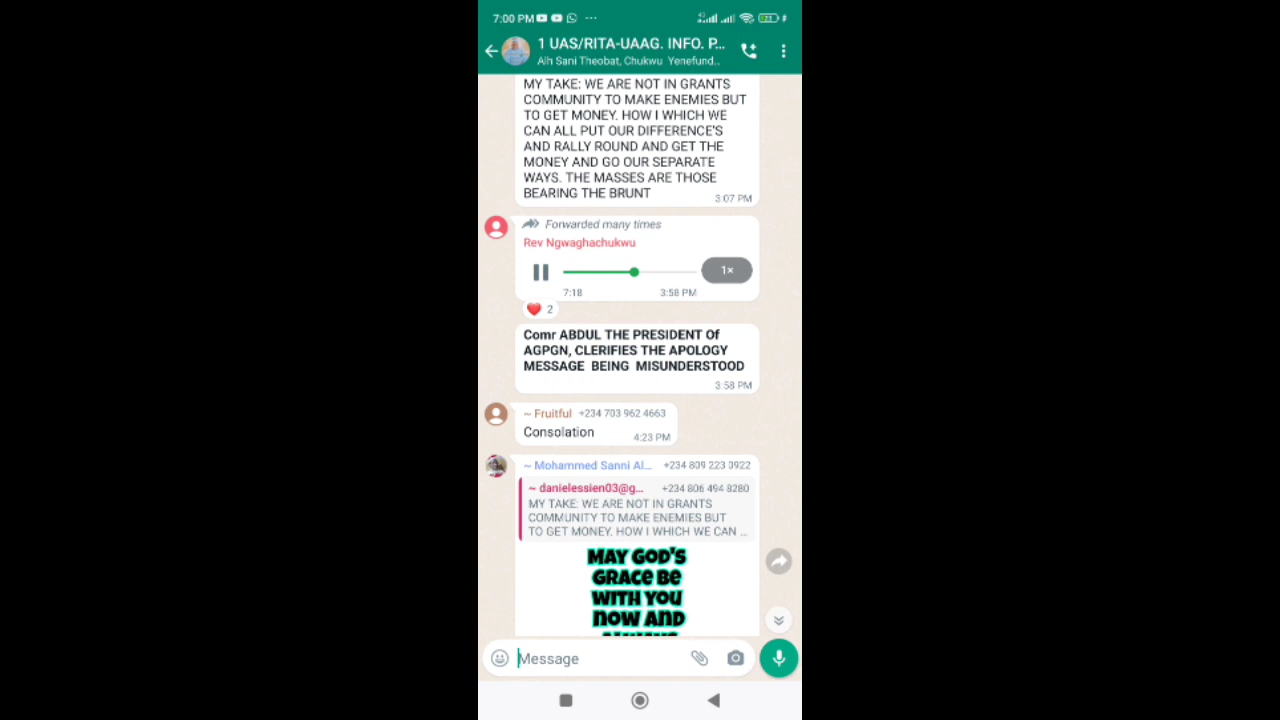 7:00 PM
1 UAS/RITA-UAAG. INFO. P...
Alh Sani Theobat, Chukwu Yenefund..
MY TAKE: WE ARE NOT IN GRANTS
COMMUNITY TO MAKE ENEMIES BUT
TO GET MONEY. HOW I WHICH WE
CAN ALL PUT OUR DIFFERENCE'S
AND RALLY ROUND AND GET THE
MONEY AND GO OUR SEPARATE
WAYS. THE MASSES ARE THOSE
BEARING THE BRUNT
3:07 PM
Forwarded many times
Rev Ngwaghachukwu
1×
7:18 3:58 PM
2
Comr ABDUL THE PRESIDENT Of
AGPGN, CLERIFIES THE APOLOGY
MESSAGE BEING MISUNDERSTOOD
3:58 PM
~ Fruitful +234 703 962 4663
Consolation 4:23 PM
~ Mohammed Sanni Al... +234 809 223 0922
~ danielessien03@g... +234 806 494 8280
MY TAKE: WE ARE NOT IN GRANTS
COMMUNITY TO MAKE ENEMIES BUT
TO GET MONEY. HOW I WHICH WE CAN ...
MAY GOD'S
GRACE BE
WITH YOU
NOW AND
ALWAYS
Message